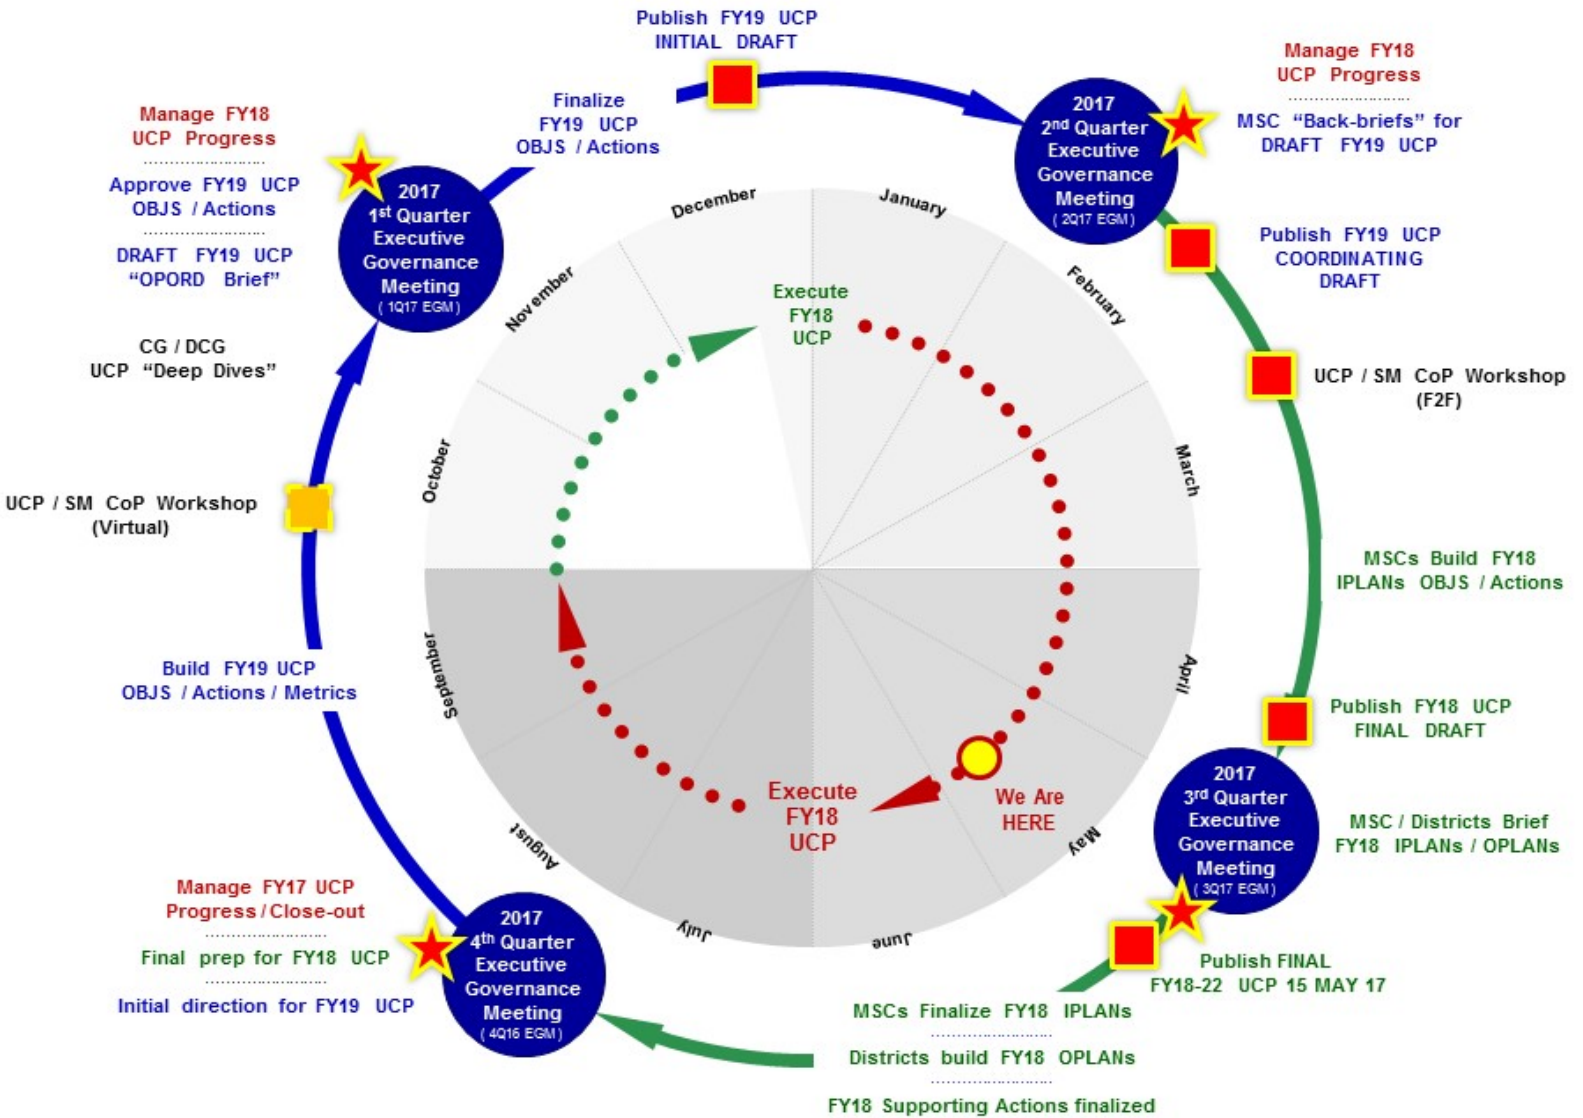 Publish FY19 UCP
INITIAL DRAFT
Finalize
FY19 UCP
OBJS / Actions
Manage FY18
UCP Progress
Approve FY19 UCP
OBJS / Actions
DRAFT FY19 UCP
“OPORD Brief”
2017
1st Quarter
Executive
Governance
Meeting
( 1Q17 EGM )
2017
2nd Quarter
Executive
Governance
Meeting
( 2Q17 EGM )
Manage FY18
UCP Progress
MSC “Back-briefs” for
DRAFT FY19 UCP
Publish FY19 UCP
COORDINATING
DRAFT
UCP / SM CoP Workshop
(F2F)
MSCs Build FY18
IPLANs OBJS / Actions
Publish FY18 UCP
FINAL DRAFT
2017
3rd Quarter
Executive
Governance
Meeting
( 3Q17 EGM )
MSC / Districts Brief
FY18 IPLANs / OPLANs
Publish FINAL
FY18-22 UCP 15 MAY 17
MSCs Finalize FY18 IPLANs
Districts build FY18 OPLANs
FY18 Supporting Actions finalized
2017
4th Quarter
Executive
Governance
Meeting
( 4Q16 EGM )
Manage FY17 UCP
Progress / Close-out
Final prep for FY18 UCP
Initial direction for FY19 UCP
Build FY19 UCP
OBJS / Actions / Metrics
UCP / SM CoP Workshop
(Virtual)
CG / DCG
UCP “Deep Dives”
January
February
March
April
May
June
July
August
September
October
November
December
Execute
FY18
UCP
We Are
HERE
Execute
FY18
UCP